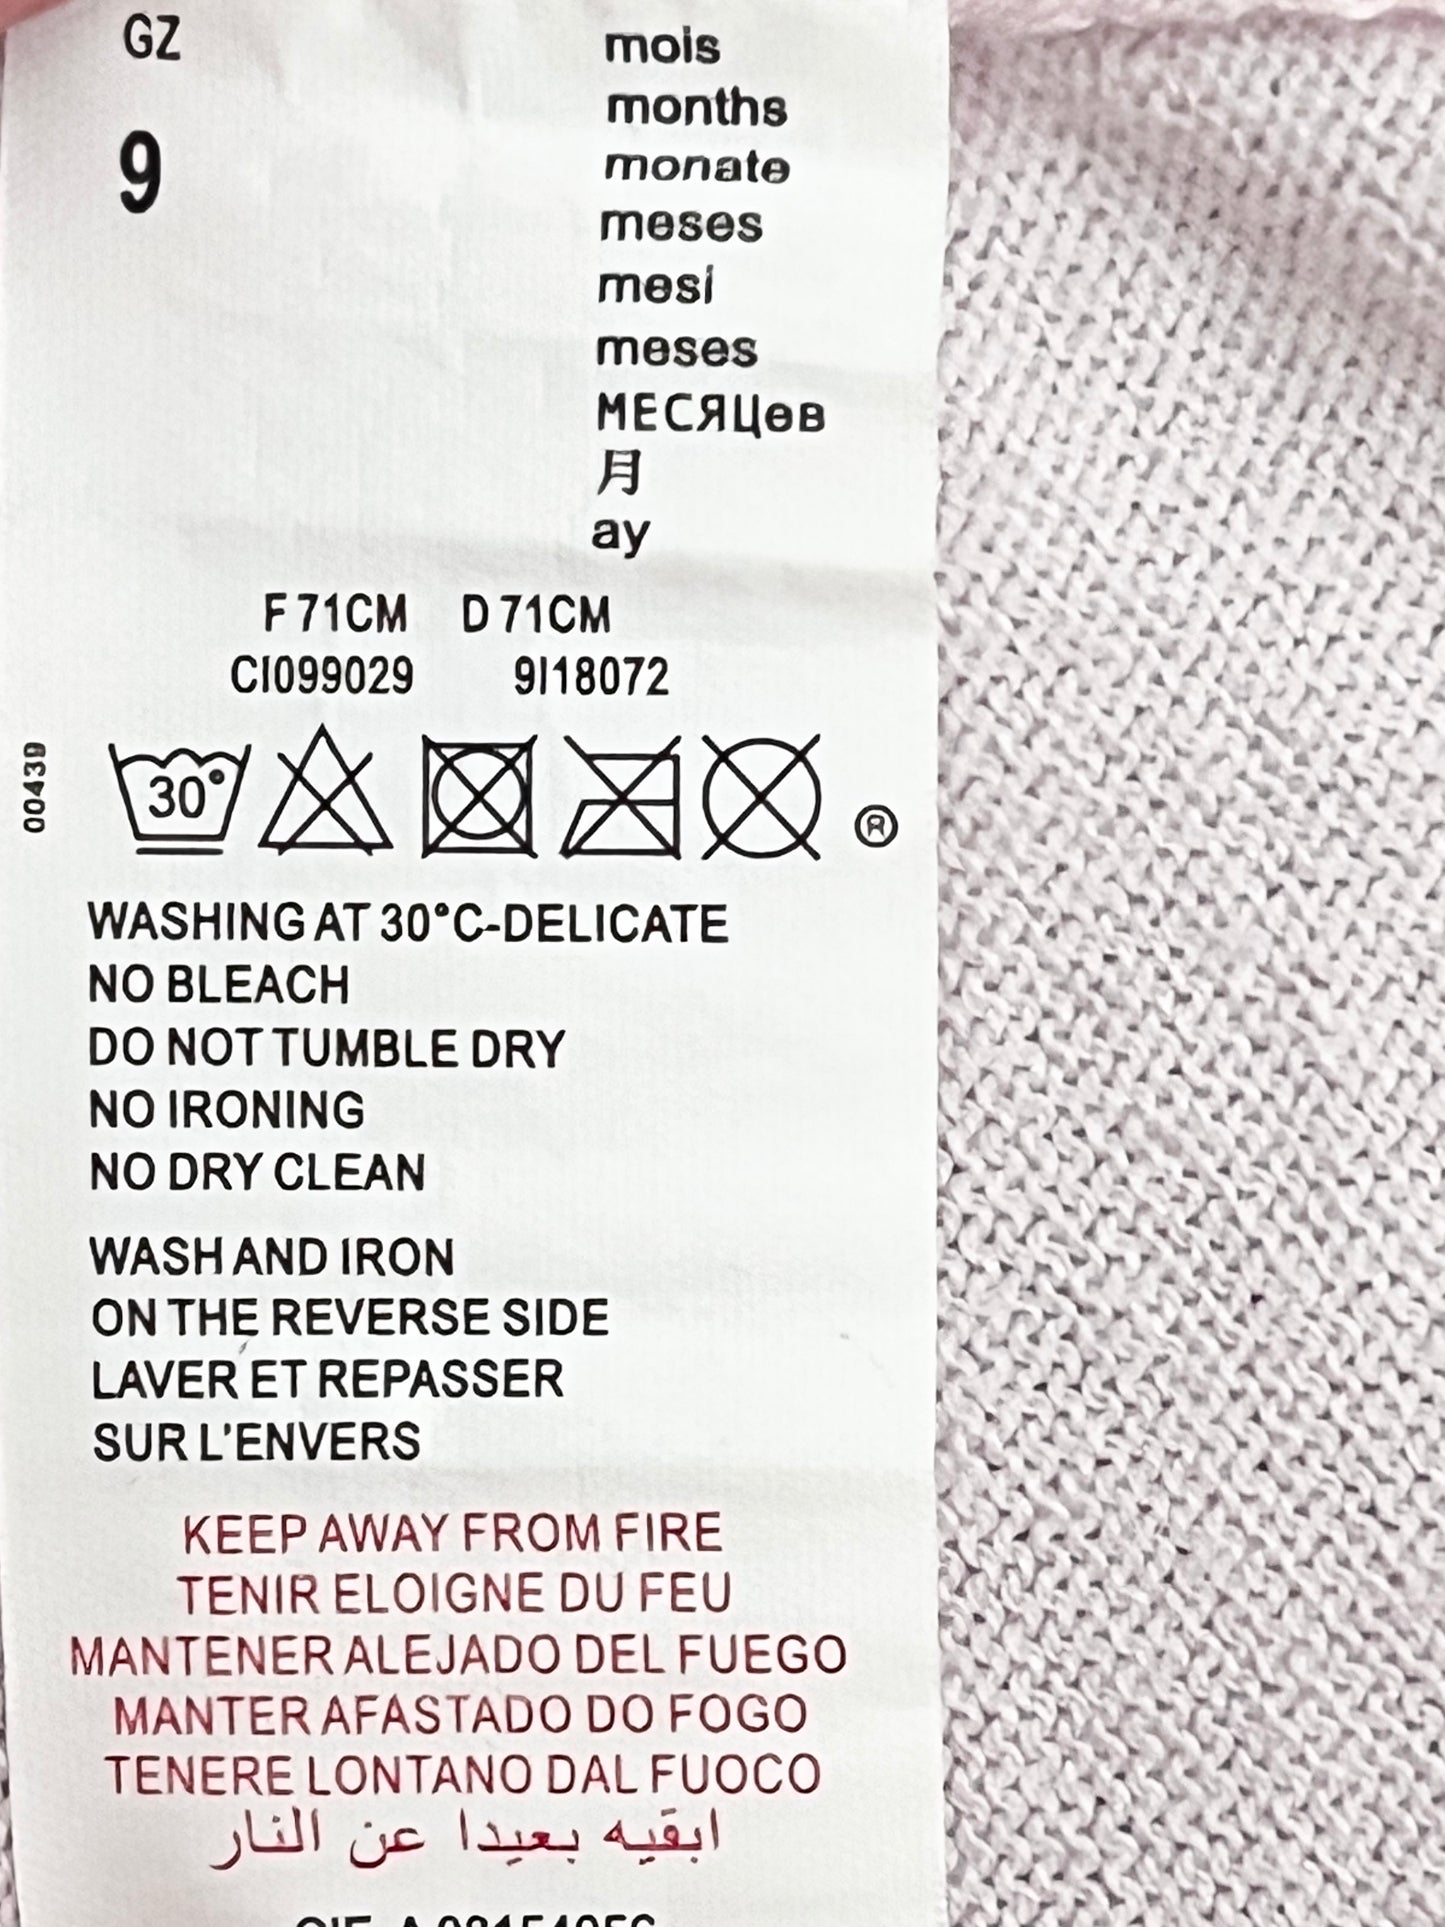 GZ
9
mois
months
monate
meses
mesi
meses
МЕСЯЦев
月
ay
F 71CM D 71CM
CI099029 9I18072
00439
30°
®
WASHING AT 30°C-DELICATE
NO BLEACH
DO NOT TUMBLE DRY
NO IRONING
NO DRY CLEAN
WASH AND IRON
ON THE REVERSE SIDE
LAVER ET REPASSER
SUR L'ENVERS
KEEP AWAY FROM FIRE
TENIR ELOIGNE DU FEU
MANTENER ALEJADO DEL FUEGO
MANTER AFASTADO DO FOGO
TENERE LONTANO DAL FUOCO
ابقيه بعيدا عن النار